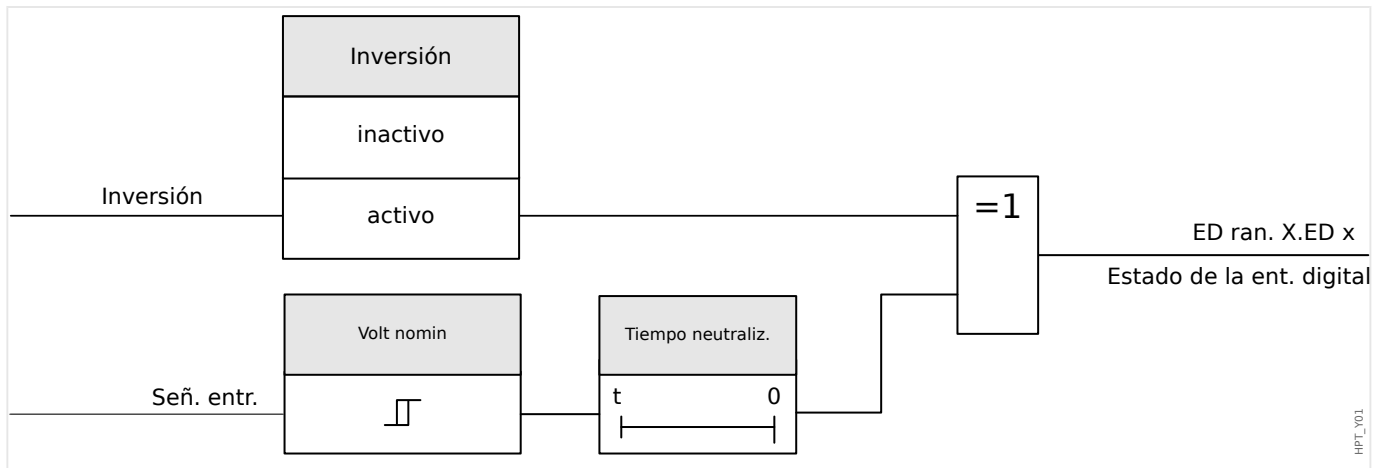 Inversión
inactivo
Inversión
activo
=1
ED ran. X.ED x
Estado de la ent. digital
Volt nomin
Tiempo neutraliz.
Señ. entr.
t
0
HPT_Y01